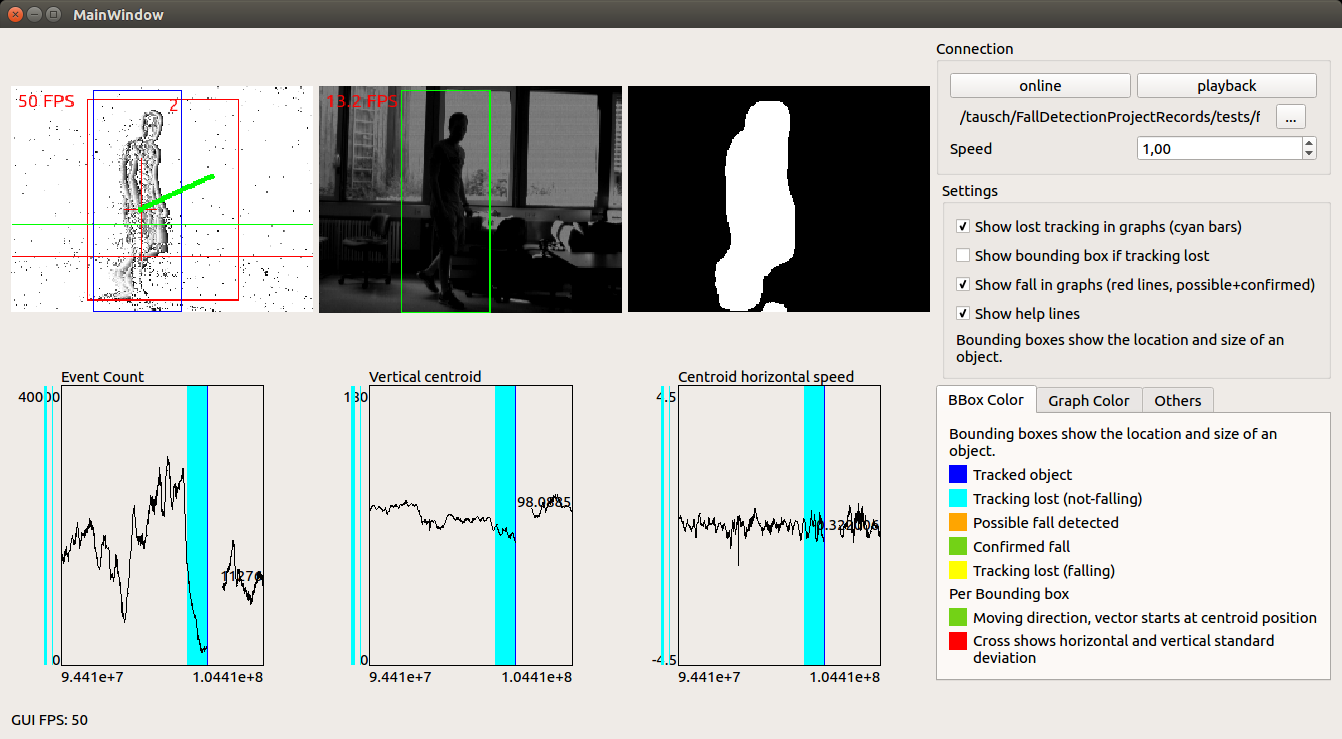 MainWindow
50 FPS
2
13.2 FPS
Connection
online
playback
/tausch/FallDetectionProjectRecords/tests/f
...
Speed
1,00
Settings
Show lost tracking in graphs (cyan bars)
Show bounding box if tracking lost
Show fall in graphs (red lines, possible+confirmed)
Show help lines
Bounding boxes show the location and size of an
object.
Event Count
40000
11276
0
9.441e+7
1.0441e+8
Vertical centroid
180
98.0885
0
9.441e+7
1.0441e+8
Centroid horizontal speed
4.5
-4.5
9.441e+7
1.0441e+8
BBox Color
Graph Color
Others
Bounding boxes show the location and size of an
object.
Tracked object
Tracking lost (not-falling)
Possible fall detected
Confirmed fall
Tracking lost (falling)
Per Bounding box
Moving direction, vector starts at centroid position
Cross shows horizontal and vertical standard
deviation
GUI FPS: 50